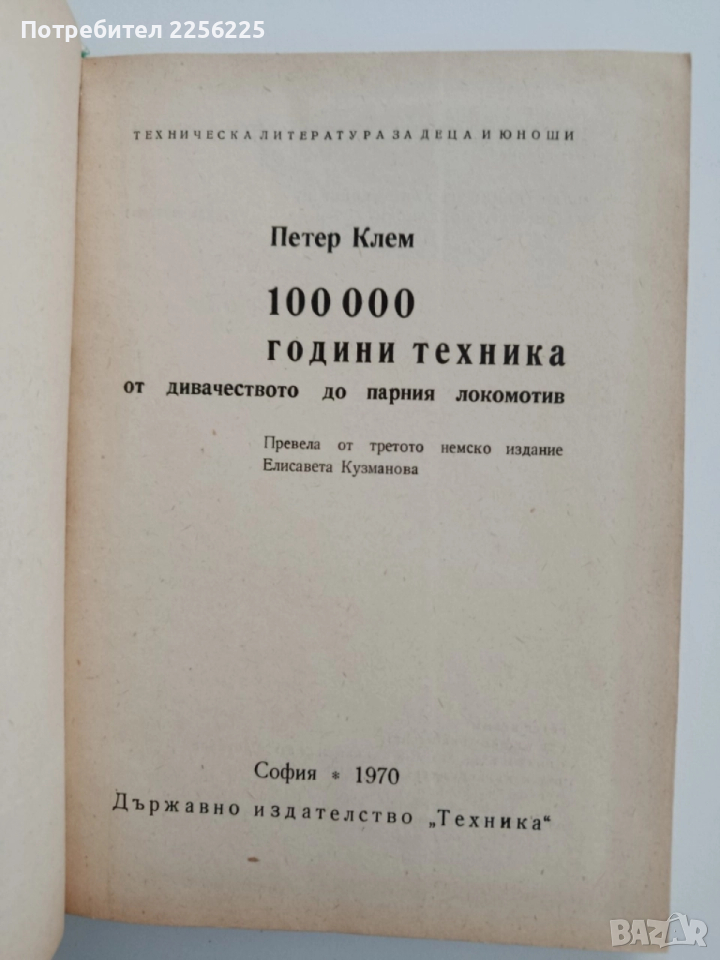 Потребител 2256225
ТЕХНИЧЕСКА ЛИТЕРАТУРА ЗА ДЕЦА И ЮНОШИ
Петер Клем
100 000
години техника
от дивачеството до парния локомотив
Превела от третото немско издание
Елисавета Кузманова
София * 1970
Държавно издателство „Техника“
BAZAR